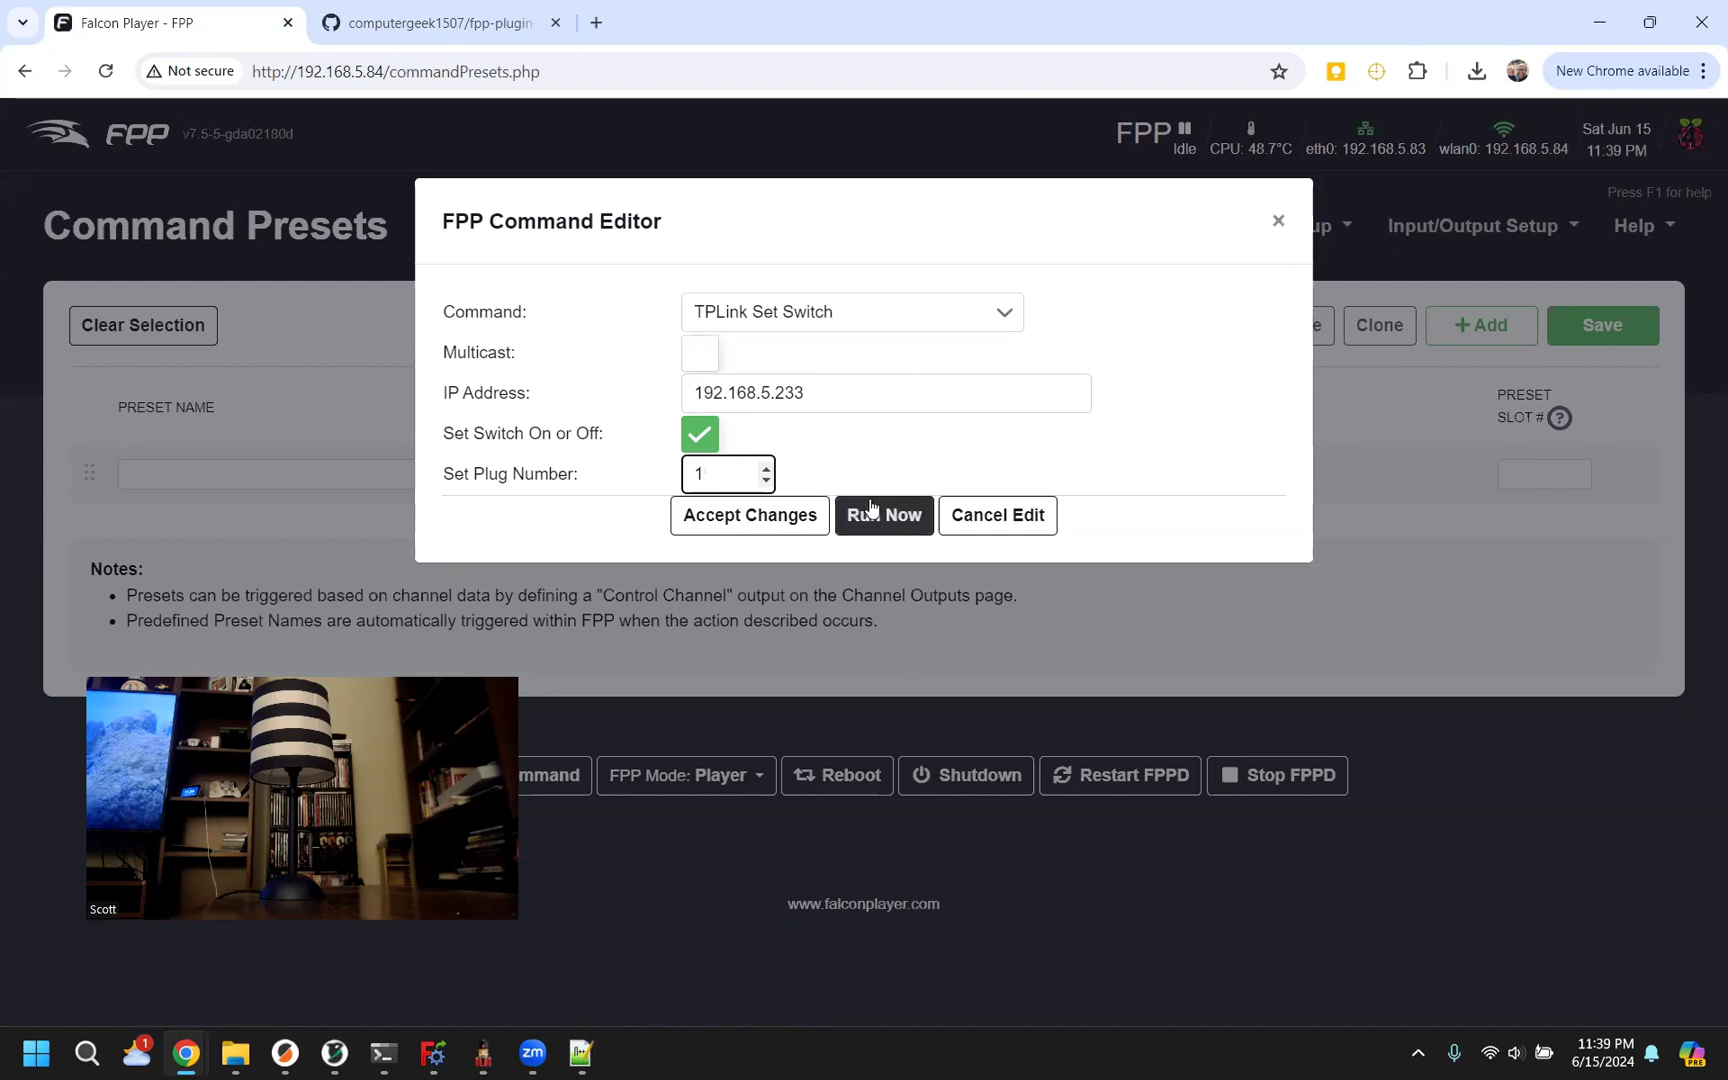 Falcon Player - FPP
computergeek1507/fpp-plugin-
Not secure
http://192.168.5.84/commandPresets.php
New Chrome available
FPP
v7.5-5-gda02180d
FPP
Idle
CPU: 48.7°C
eth0: 192.168.5.83
wlan0: 192.168.5.84
Sat Jun 15
11:39 PM
Press F1 for help
Command Presets
up
Input/Output Setup
Help
FPP Command Editor
×
Command:
TPLink Set Switch
Multicast:
IP Address:
192.168.5.233
Set Switch On or Off:
Set Plug Number:
1
Accept Changes
Run Now
Cancel Edit
Clear Selection
e
Clone
+ Add
Save
PRESET NAME
PRESET
SLOT # ?
Notes:
• Presets can be triggered based on channel data by defining a "Control Channel" output on the Channel Outputs page.
• Predefined Preset Names are automatically triggered within FPP when the action described occurs.
mmand
FPP Mode: Player
Reboot
Shutdown
Restart FPPD
Stop FPPD
Scott
www.falconplayer.com
1
zm
11:39 PM
6/15/2024
PRE